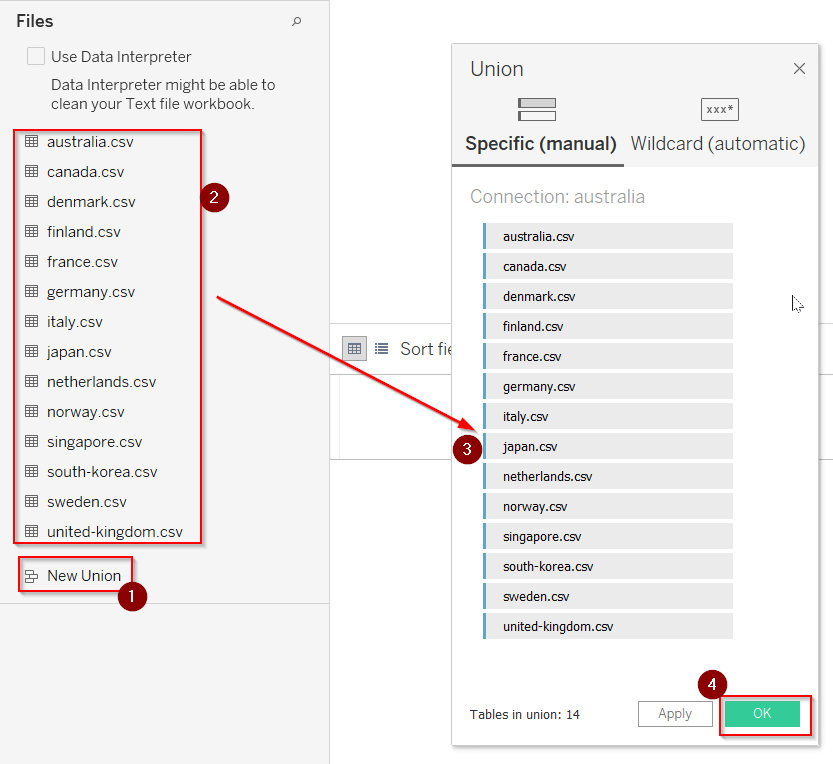 Files
Use Data Interpreter
Data Interpreter might be able to
clean your Text file workbook.
australia.csv
canada.csv
denmark.csv
finland.csv
france.csv
germany.csv
italy.csv
japan.csv
netherlands.csv
norway.csv
singapore.csv
south-korea.csv
sweden.csv
united-kingdom.csv
2
New Union
1
Sort fie
Union
xxx*
Specific (manual)
Wildcard (automatic)
Connection: australia
australia.csv
canada.csv
denmark.csv
finland.csv
france.csv
germany.csv
italy.csv
japan.csv
netherlands.csv
norway.csv
singapore.csv
south-korea.csv
sweden.csv
united-kingdom.csv
3
4
Tables in union: 14
Apply
OK